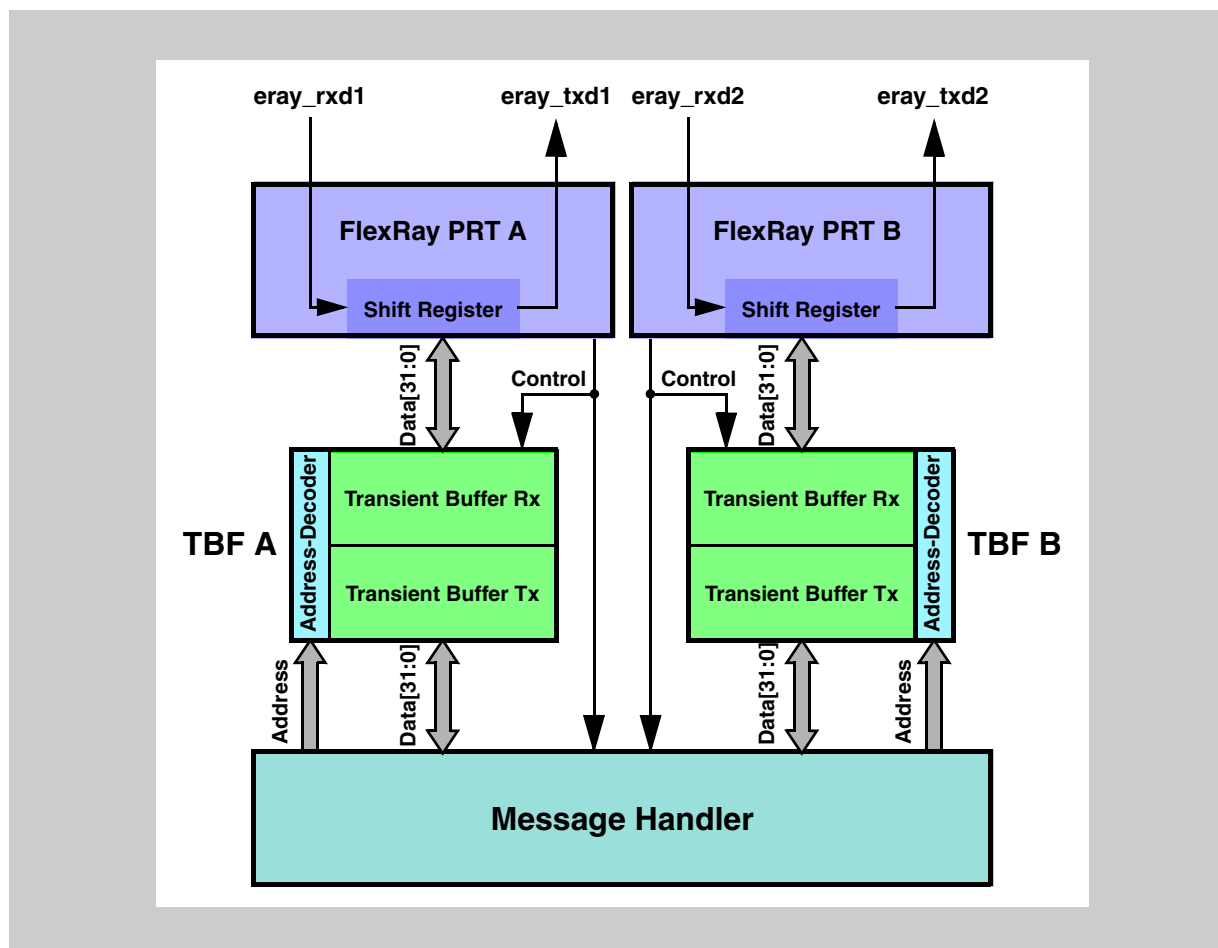 eray_rxd1 eray_txd1 eray_rxd2 eray_txd2
FlexRay PRT A
FlexRay PRT B
Shift Register
Shift Register
Data[31:0]
Control
Control
Data[31:0]
TBF A
Address-Decoder
Transient Buffer Rx
Transient Buffer Tx
Transient Buffer Rx
Transient Buffer Tx
Address-Decoder
TBF B
Address
Data[31:0]
Data[31:0]
Address
Message Handler